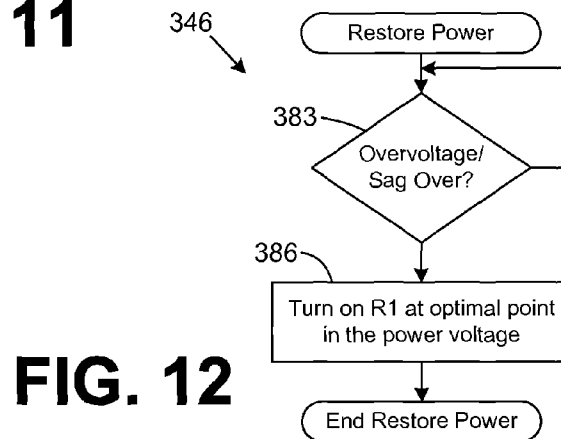 11
346
Restore Power
383
Overvoltage/
Sag Over?
386
Turn on R1 at optimal point
in the power voltage
FIG. 12
End Restore Power